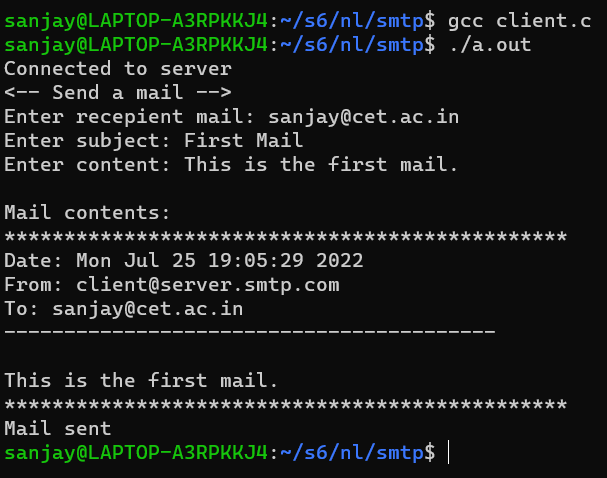 sanjay@LAPTOP-A3RPKKJ4:~/s6/nl/smtp$ gcc client.c
sanjay@LAPTOP-A3RPKKJ4:~/s6/nl/smtp$ ./a.out
Connected to server
<-- Send a mail -->
Enter recepient mail: sanjay@cet.ac.in
Enter subject: First Mail
Enter content: This is the first mail.
Mail contents:
***********************************************
Date: Mon Jul 25 19:05:29 2022
From: client@server.smtp.com
To: sanjay@cet.ac.in
-----------------------------------------
This is the first mail.
***********************************************
Mail sent
sanjay@LAPTOP-A3RPKKJ4:~/s6/nl/smtp$